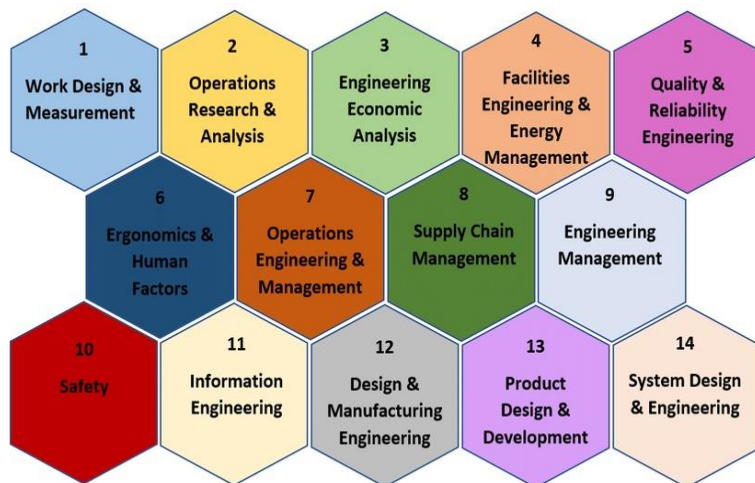 1
Work Design &
Measurement
2
Operations
Research &
Analysis
3
Engineering
Economic
Analysis
4
Facilities
Engineering &
Energy
Management
5
Quality &
Reliability
Engineering
6
Ergonomics &
Human
Factors
7
Operations
Engineering &
Management
8
Supply Chain
Management
9
Engineering
Management
10
Safety
11
Information
Engineering
12
Design &
Manufacturing
Engineering
13
Product
Design &
Development
14
System Design
& Engineering